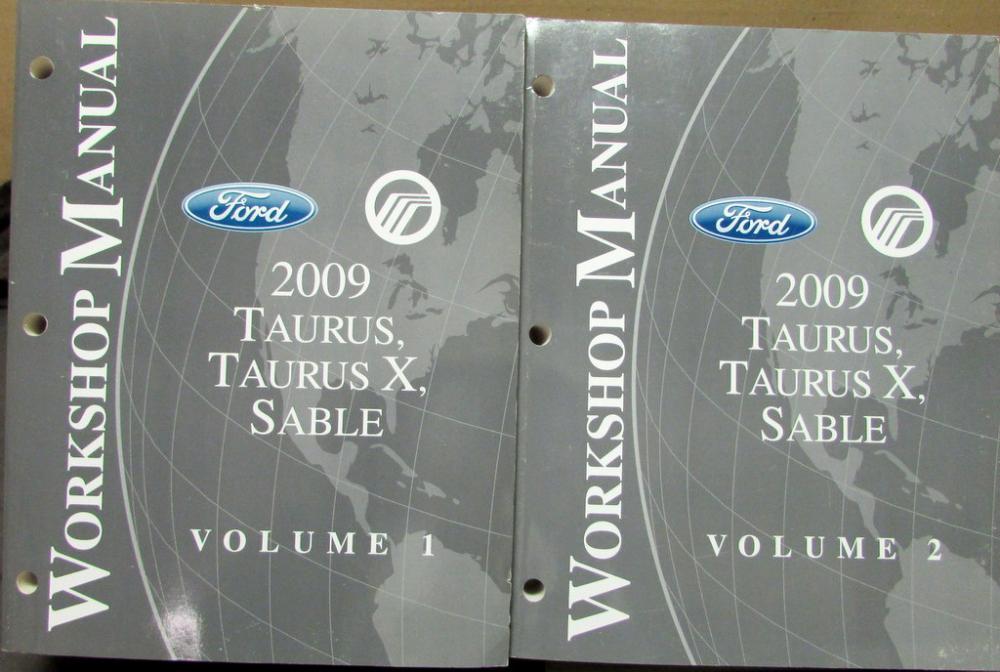 WORKSHOP MANUAL
Ford
2009
TAURUS,
TAURUS X,
SABLE
VOLUME 1
WORKSHOP MANUAL
Ford
2009
TAURUS,
TAURUS X,
SABLE
VOLUME 2